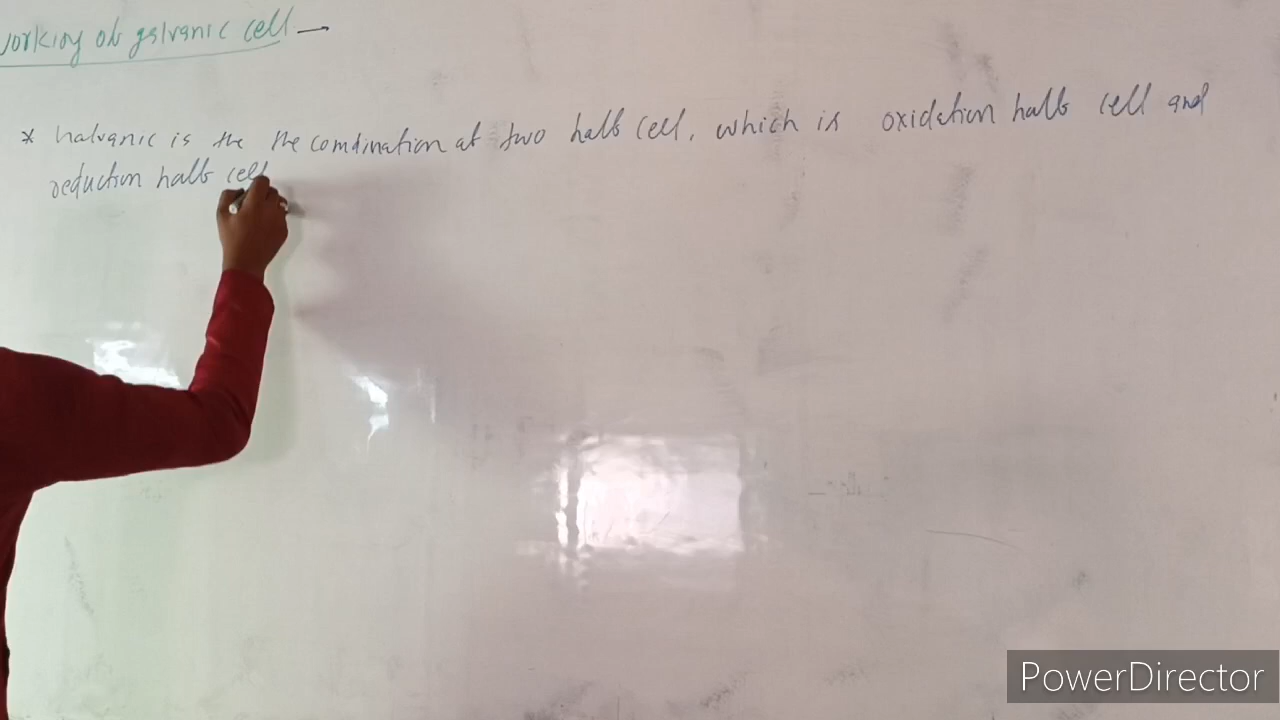 working of galvanic cell →
* Galvanic is the the combination of two half cell, which is oxidation half cell and
reduction half cell
PowerDirector